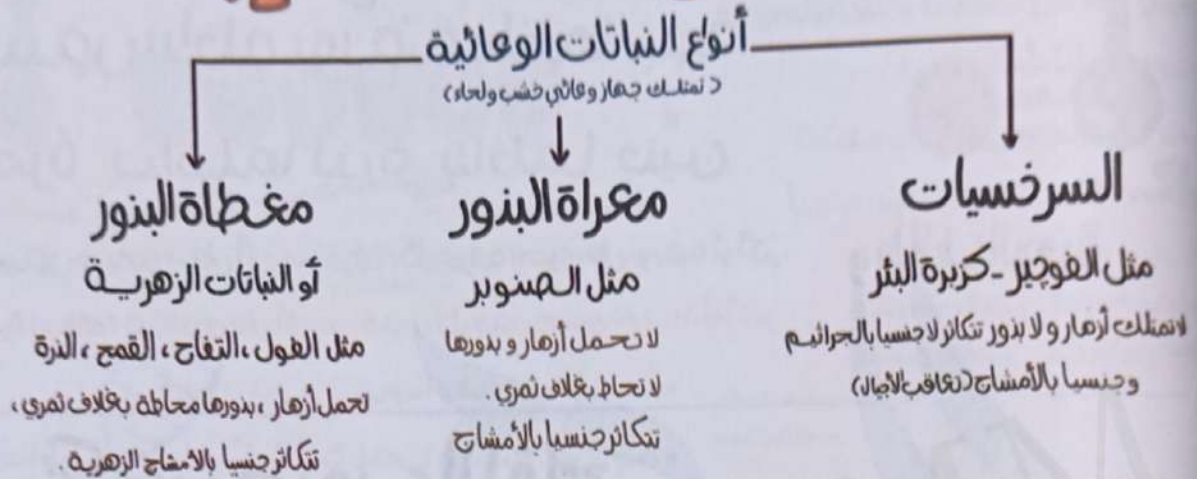 أنواع النباتات الوعائية
(تمتلك جهاز وعائي خشب ولحاء)
السرخسيات
مثل الفوجير - كزبرة البئر
لا تمتلك أزهار ولا بذور تتكاثر لاجنسيا بالجراثيم
وجنسيا بالأمشاج (تعاقب الأجيال)
معراة البذور
مثل الصنوبر
لا تحمل أزهار و بذورها
لا تحاط بغلاف ثمري.
تتكاثر جنسيا بالأمشاج
مغطاة البذور
أو النباتات الزهرية
مثل الفول، التفاح، القمح، الذرة
تحمل أزهار، بذورها محاطة بغلاف ثمري،
تتكاثر جنسيا بالأمشاج الزهرية.